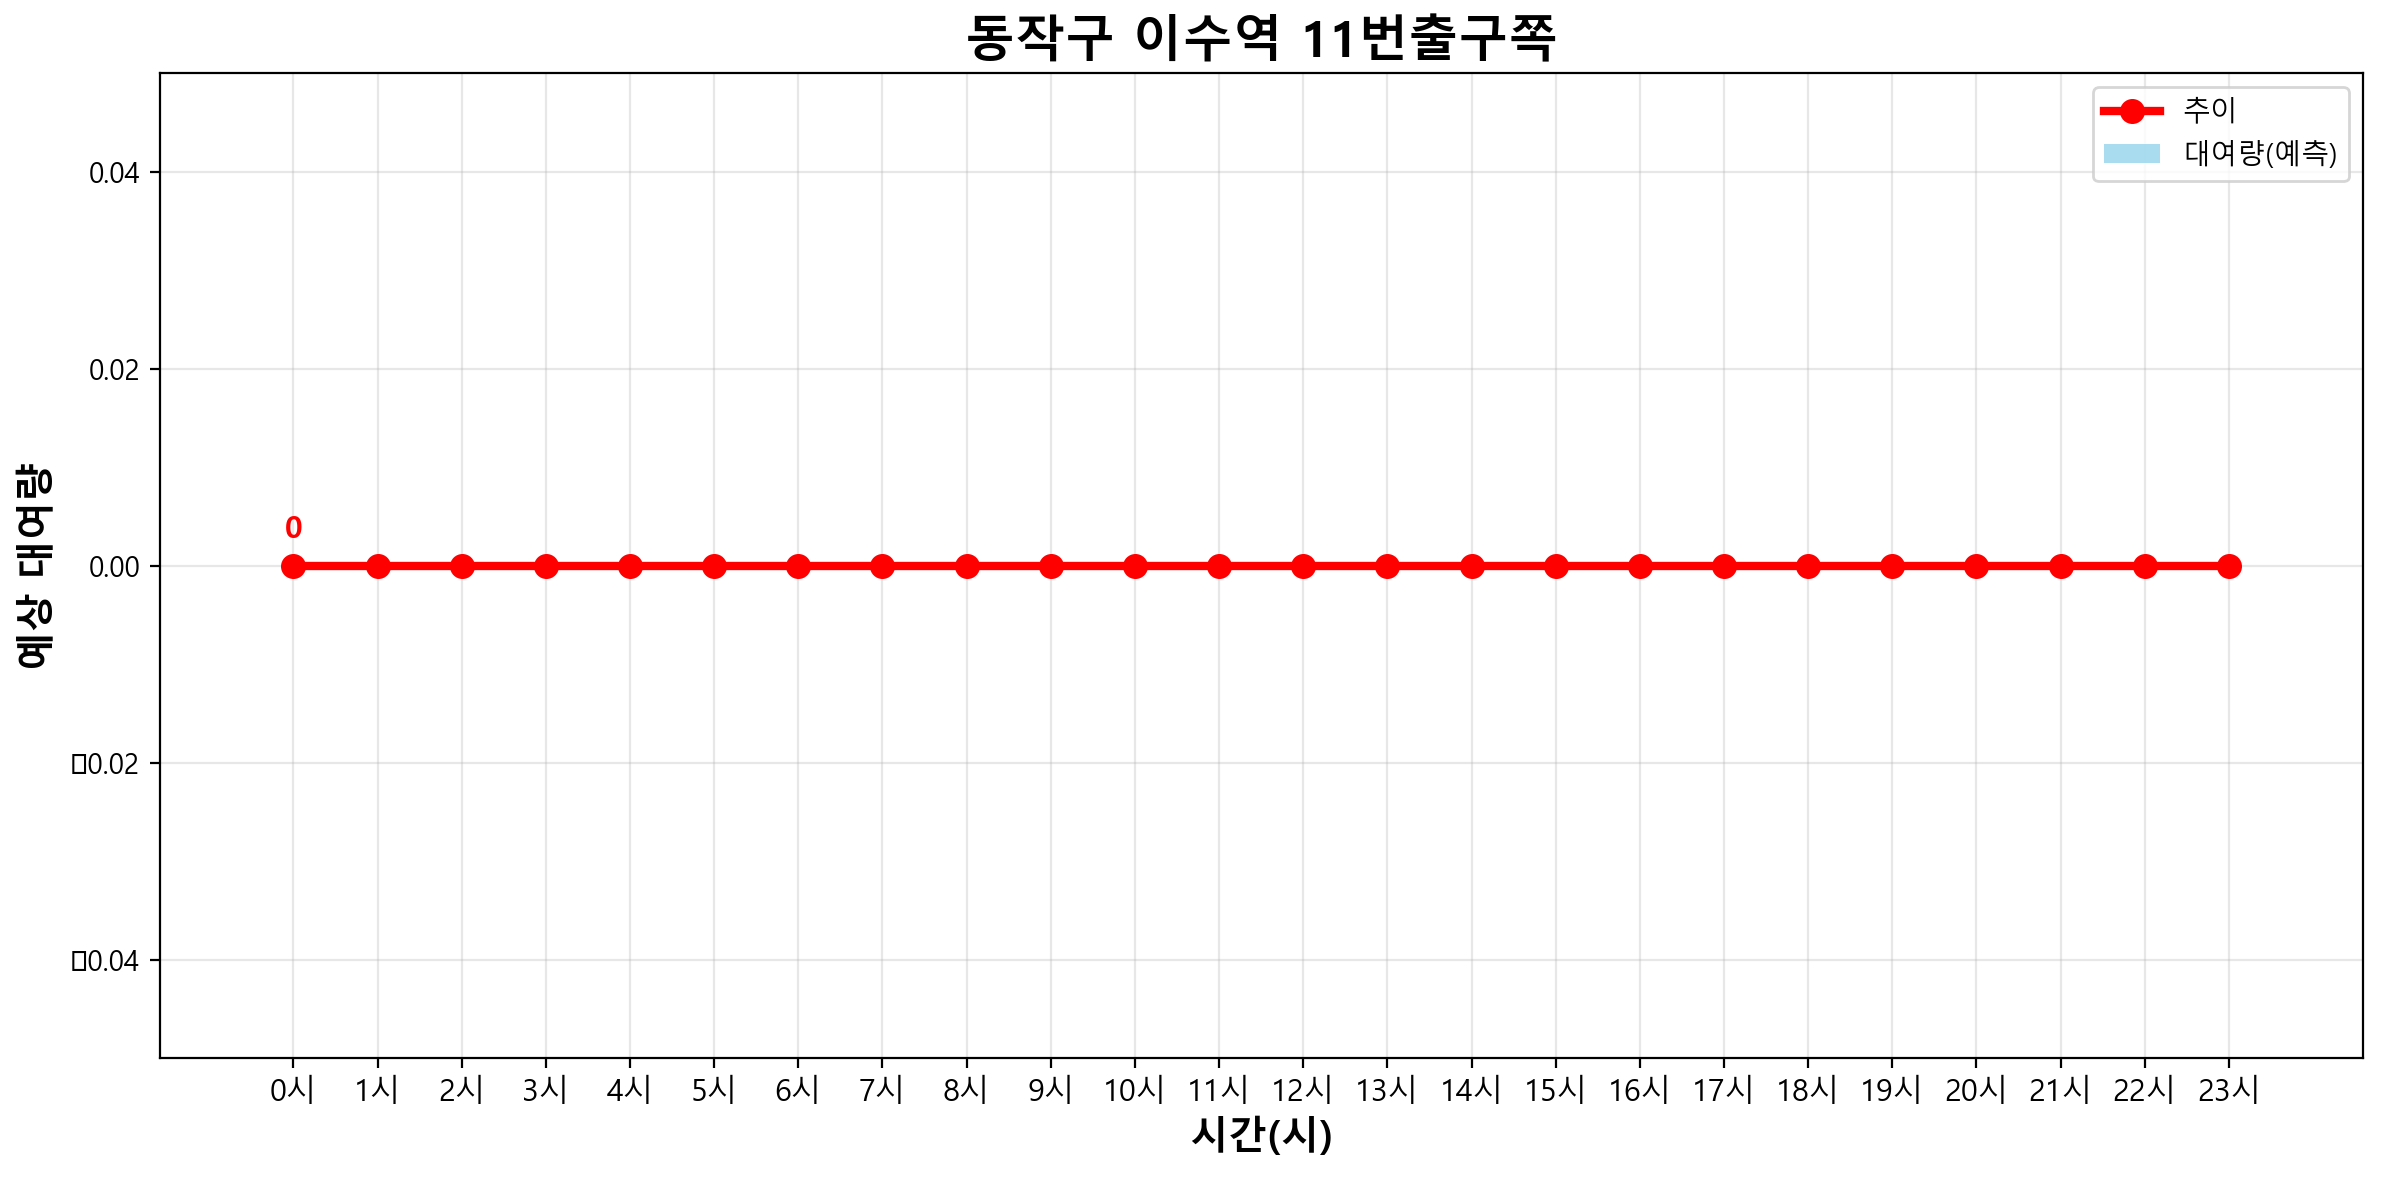 동작구 이수역 11번출구쪽
추이
대여량(예측)
예상 대여량
0.04
0.02
0.00
□0.02
□0.04
0
0시 1시 2시 3시 4시 5시 6시 7시 8시 9시 10시 11시 12시 13시 14시 15시 16시 17시 18시 19시 20시 21시 22시 23시
시간(시)